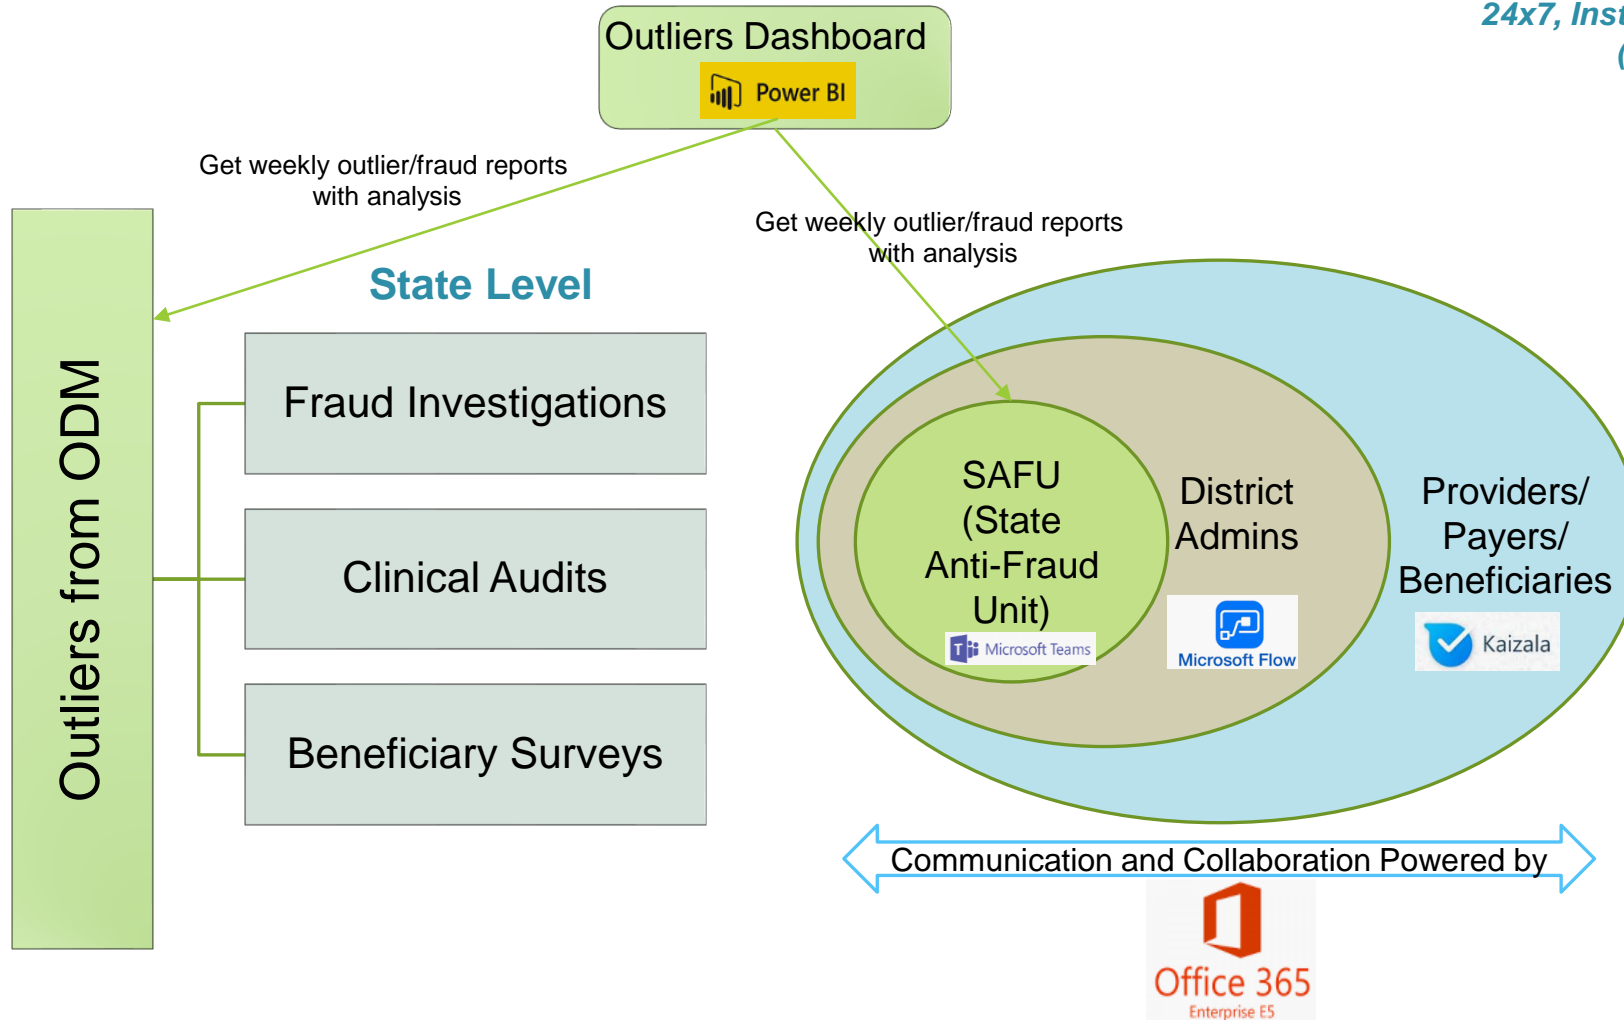 24x7,
(
Outliers Dashboard
Power BI
Get weekly outlier/fraud reports
with analysis
Get weekly outlier/fraud reports
with analysis
State Level
Outliers from ODM
Fraud Investigations
Clinical Audits
Beneficiary Surveys
SAFU
(State
Anti-Fraud
Unit)
Microsoft Teams
District
Admins
Microsoft Flow
Providers/
Payers/
Beneficiaries
Kaizala
Communication and Collaboration Powered by
Office 365
Enterprise E5